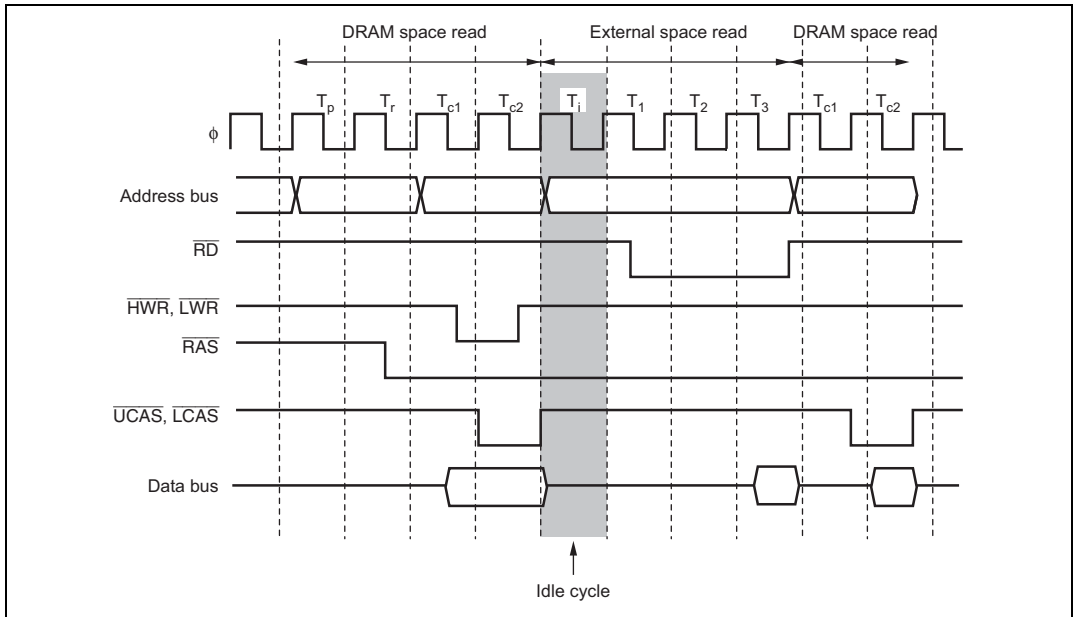 DRAM space read External space read DRAM space read
Tp Tr Tc1 Tc2 Ti T1 T2 T3 Tc1 Tc2
ϕ
Address bus
RD
HWR, LWR
RAS
UCAS, LCAS
Data bus
Idle cycle